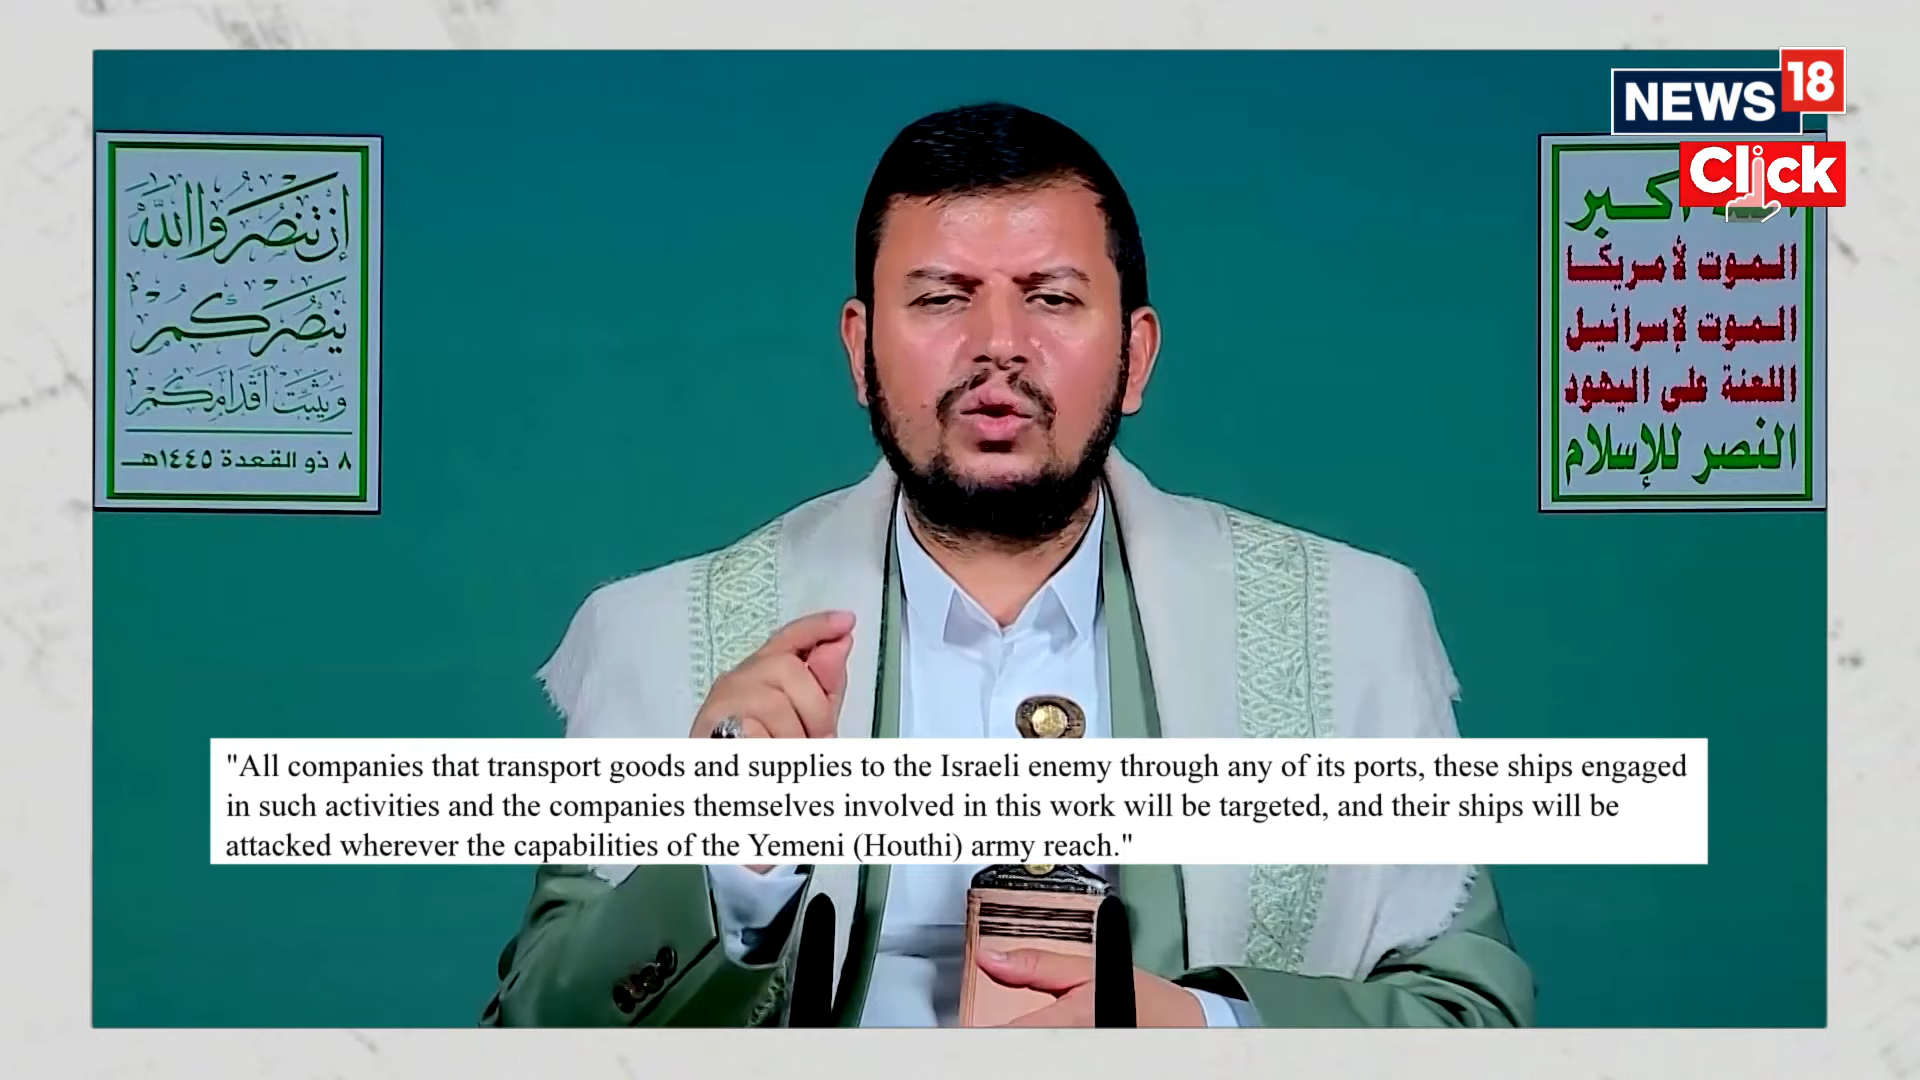 NEWS 18
Click
إن تنصروا الله
ينصركم
ويثبت أقدامكم
٨ ذو القعدة ١٤٤٥هـ
أكبر
الموت لأمريكا
الموت لإسرائيل
اللعنة على اليهود
النصر للإسلام
"All companies that transport goods and supplies to the Israeli enemy through any of its ports, these ships engaged
in such activities and the companies themselves involved in this work will be targeted, and their ships will be
attacked wherever the capabilities of the Yemeni (Houthi) army reach."